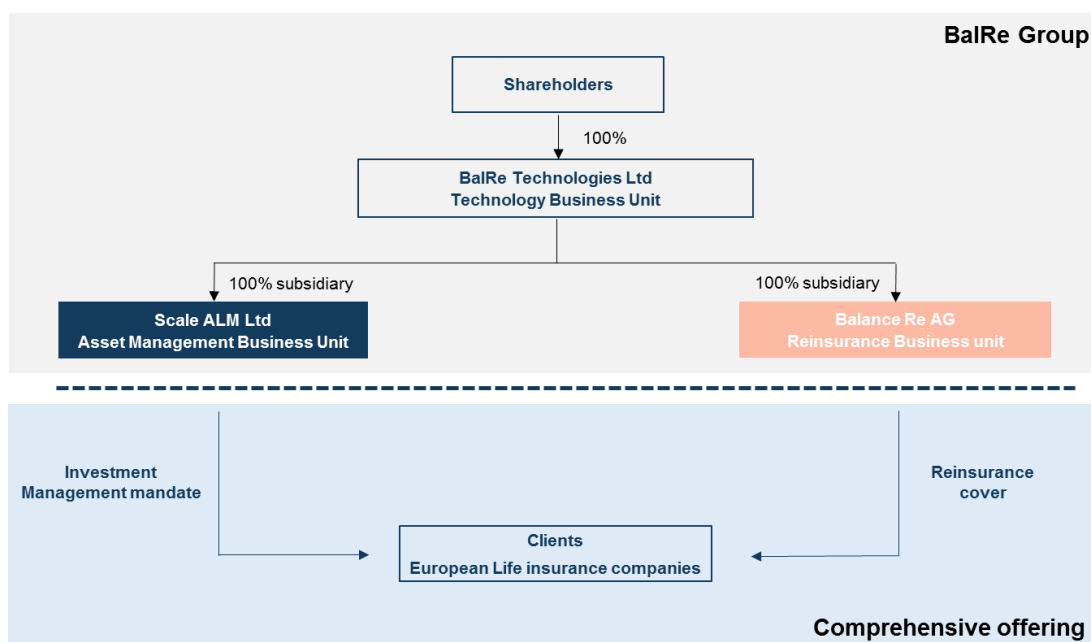 BalRe Group
Shareholders
100%
BalRe Technologies Ltd
Technology Business Unit
100% subsidiary
100% subsidiary
Scale ALM Ltd
Asset Management Business Unit
Balance Re AG
Reinsurance Business unit
Investment
Management mandate
Reinsurance
cover
Clients
European Life insurance companies
Comprehensive offering